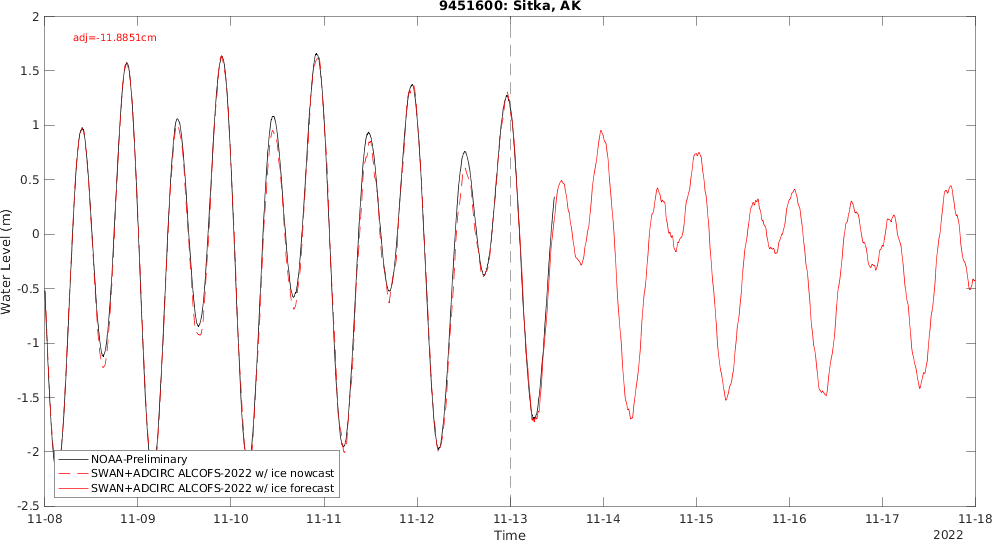 9451600: Sitka, AK
adj=-11.8851cm
2
1.5
1
0.5
0
-0.5
-1
-1.5
-2
-2.5
Water Level (m)
NOAA-Preliminary
SWAN+ADCIRC ALCOFS-2022 w/ ice nowcast
SWAN+ADCIRC ALCOFS-2022 w/ ice forecast
11-08 11-09 11-10 11-11 11-12 11-13 11-14 11-15 11-16 11-17 11-18
Time
2022